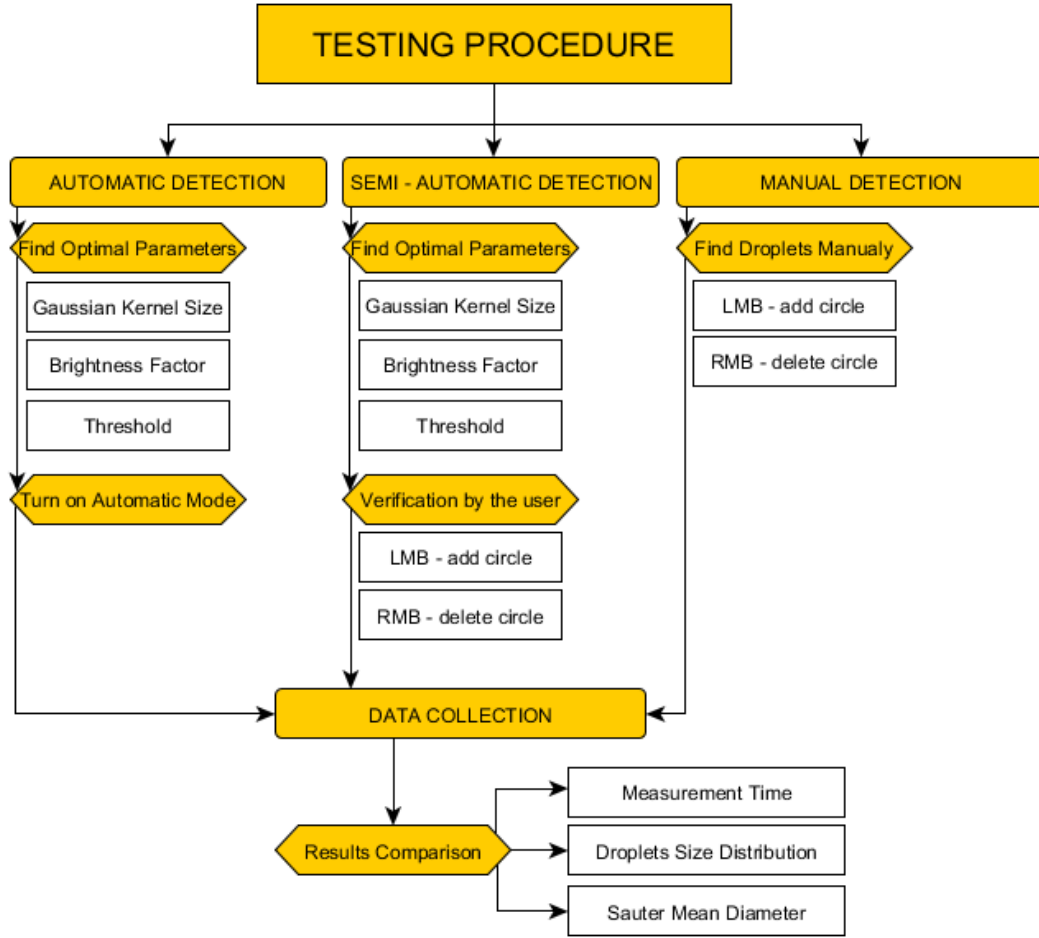 TESTING PROCEDURE
AUTOMATIC DETECTION
SEMI - AUTOMATIC DETECTION
MANUAL DETECTION
Find Optimal Parameters
Find Optimal Parameters
Find Droplets Manualy
Gaussian Kernel Size
Gaussian Kernel Size
LMB - add circle
Brightness Factor
Brightness Factor
RMB - delete circle
Threshold
Threshold
Turn on Automatic Mode
Verification by the user
LMB - add circle
RMB - delete circle
DATA COLLECTION
Measurement Time
Results Comparison
Droplets Size Distribution
Sauter Mean Diameter